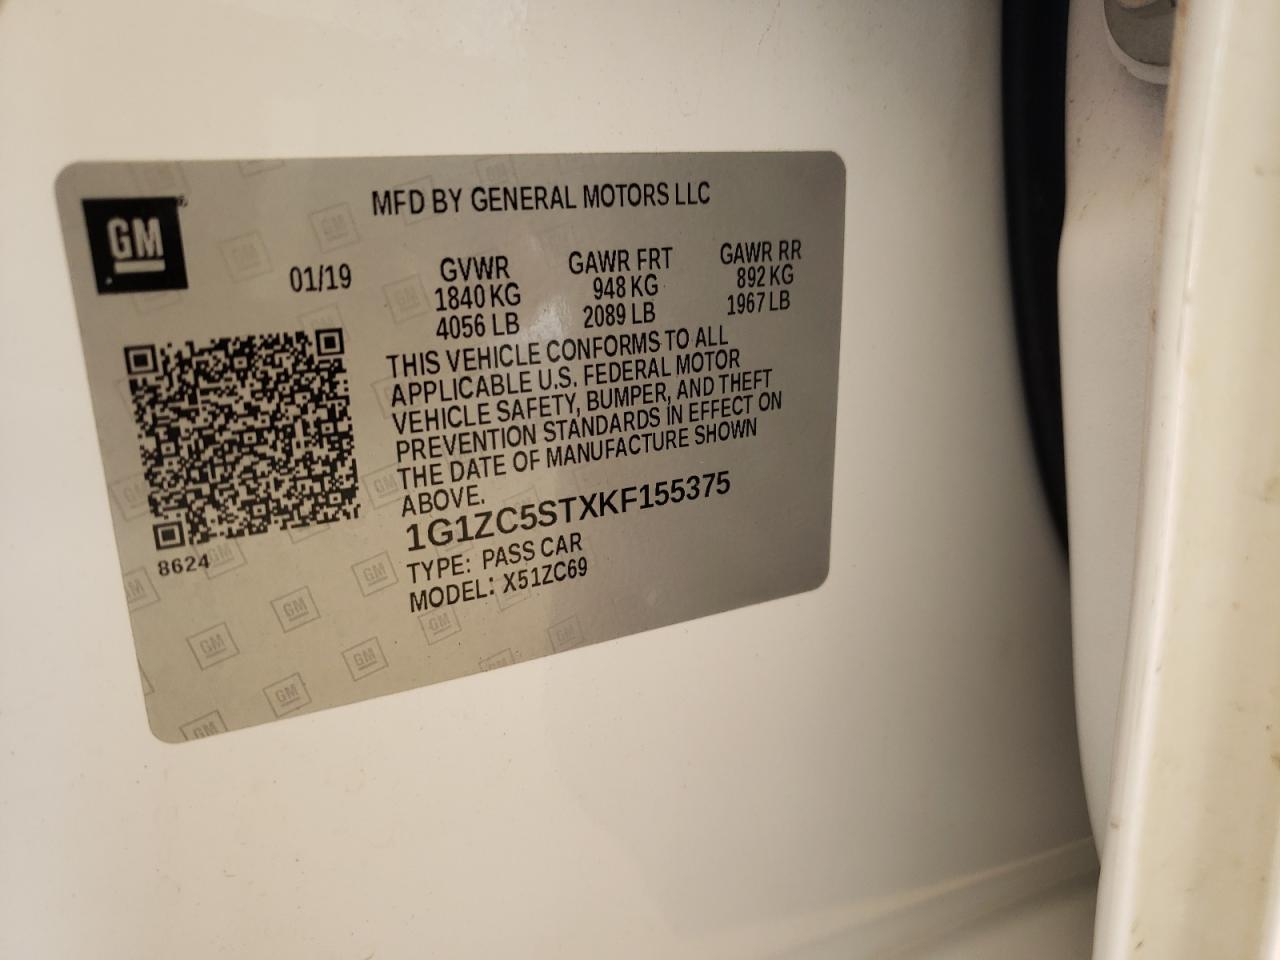 GM
MFD BY GENERAL MOTORS LLC
01/19
GVWR
1840 KG
4056 LB
GAWR FRT
948 KG
2089 LB
GAWR RR
892 KG
1967 LB
THIS VEHICLE CONFORMS TO ALL
APPLICABLE U.S. FEDERAL MOTOR
VEHICLE SAFETY, BUMPER, AND THEFT
PREVENTION STANDARDS IN EFFECT ON
THE DATE OF MANUFACTURE SHOWN
ABOVE.
1G1ZC5STXKF155375
TYPE: PASS CAR
MODEL: X51ZC69
8624